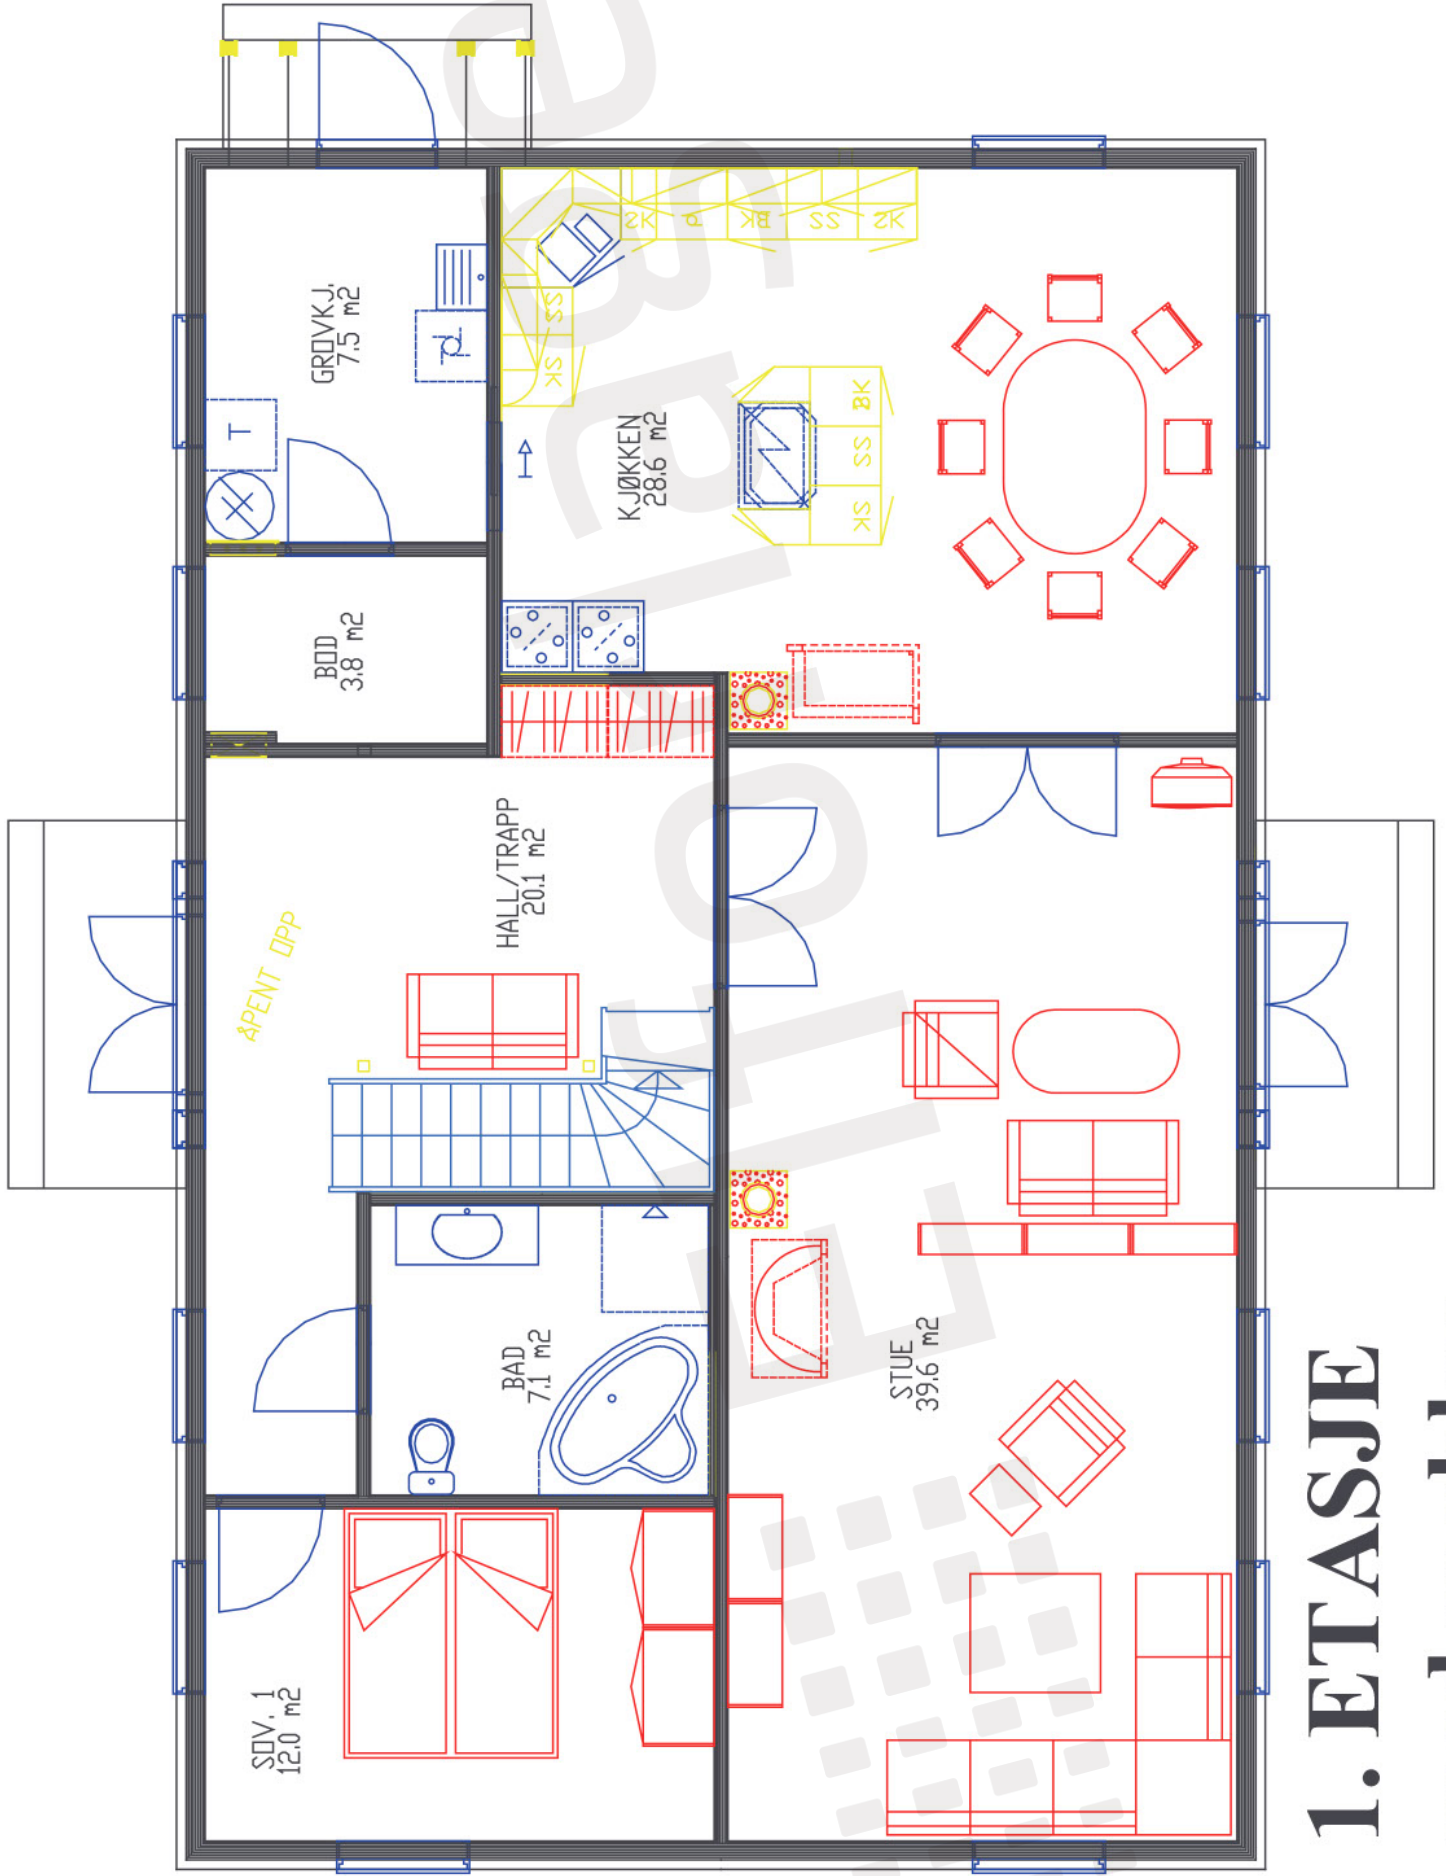 GROVKJ.
7.5 m2
T
BOD
3.8 m2
KJØKKEN
28.6 m2
SK
BK
SS
SK
SS
SK
BK
SS
SK
HALL/TRAPP
20.1 m2
ÅPENT OPP
BAD
7.1 m2
STUE
39.6 m2
SOV. 1
12.0 m2
1. ETASJE